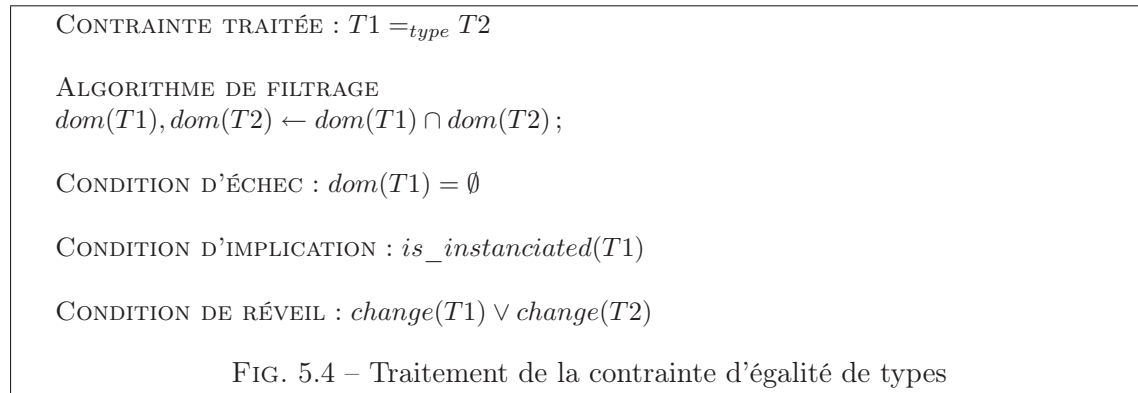 CONTRAINTE TRAITÉE : T1 =type T2
ALGORITHME DE FILTRAGE
dom(T1), dom(T2) ← dom(T1) ∩ dom(T2) ;
CONDITION D'ÉCHEC : dom(T1) = ∅
CONDITION D'IMPLICATION : is_instanciated(T1)
CONDITION DE RÉVEIL : change(T1) ∨ change(T2)
FIG. 5.4 – Traitement de la contrainte d'égalité de types